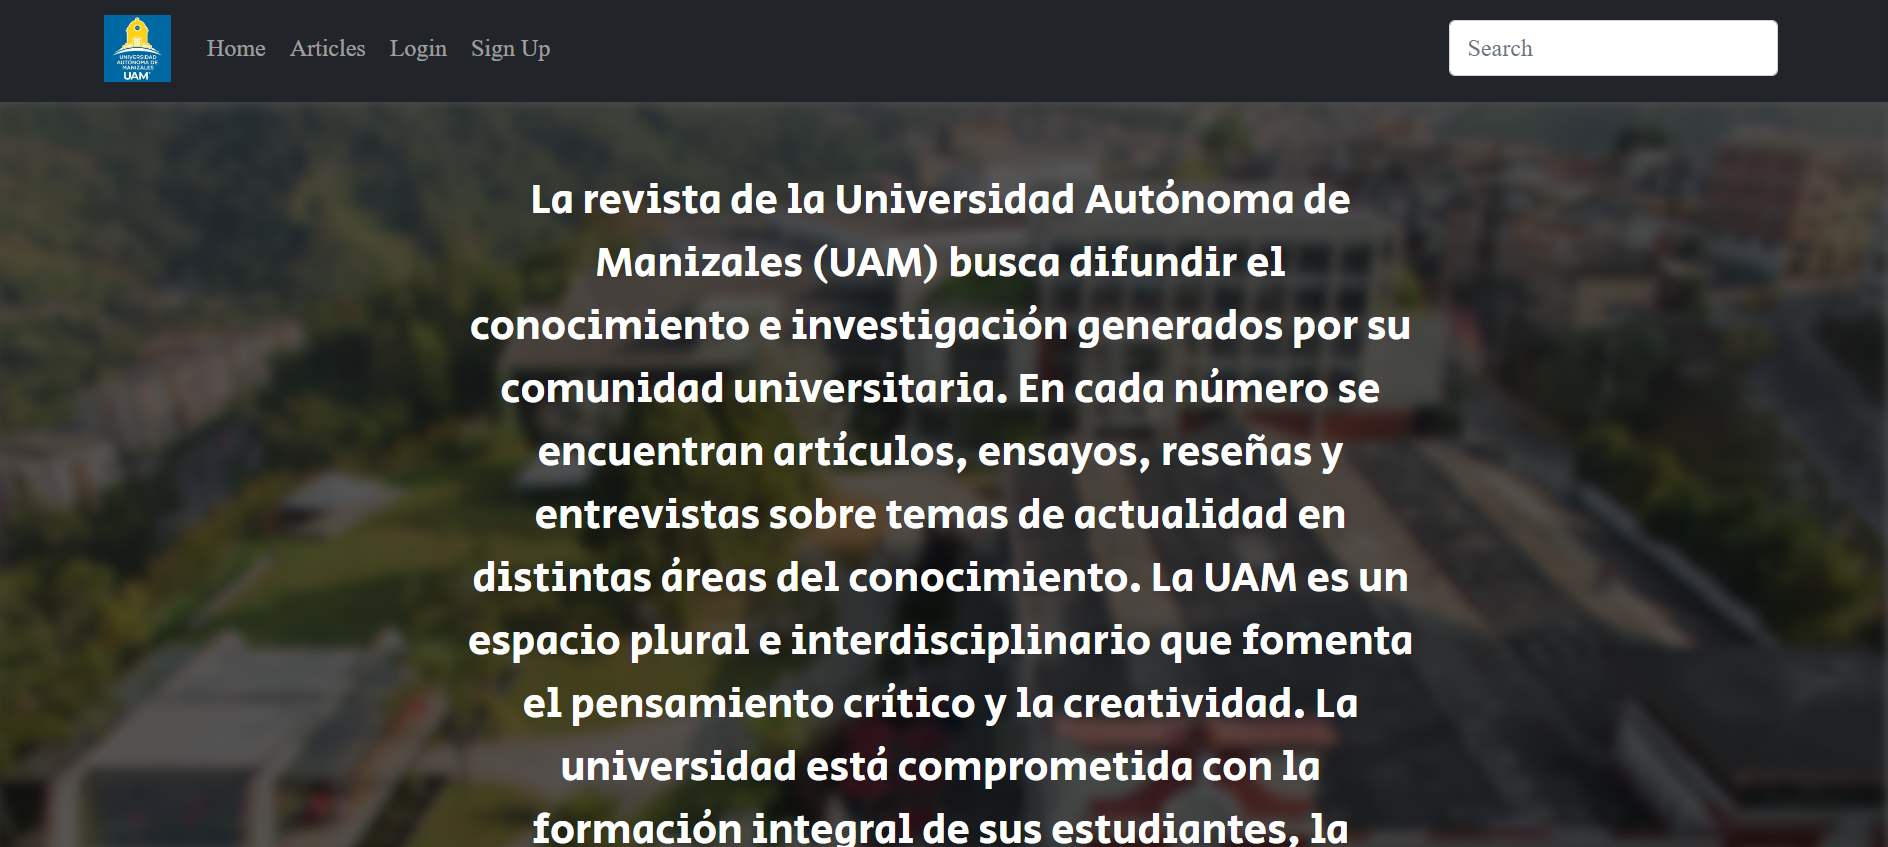 UNIVERSIDAD
AUTÓNOMA DE
MANIZALES
UAM
Home Articles Login Sign Up
Search
La revista de la Universidad Autónoma de
Manizales (UAM) busca difundir el
conocimiento e investigación generados por su
comunidad universitaria. En cada número se
encuentran artículos, ensayos, reseñas y
entrevistas sobre temas de actualidad en
distintas áreas del conocimiento. La UAM es un
espacio plural e interdisciplinario que fomenta
el pensamiento crítico y la creatividad. La
universidad está comprometida con la
formación integral de sus estudiantes, la